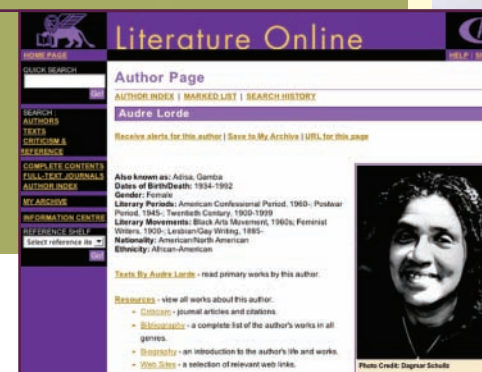 Literature Online
HOME PAGE
HELP
QUICK SEARCH
Go!
SEARCH:
AUTHORS
TEXTS
CRITICISM &
REFERENCE
COMPLETE CONTENTS
FULL-TEXT JOURNALS
AUTHOR INDEX
MY ARCHIVE
INFORMATION CENTRE
REFERENCE SHELF
Select reference ite
Go!
Author Page
AUTHOR INDEX | MARKED LIST | SEARCH HISTORY
Audre Lorde
Receive alerts for this author | Save to My Archive | URL for this page
Also known as: Adisa, Gamba
Dates of Birth/Death: 1934-1992
Gender: Female
Literary Periods: American Confessional Period, 1960-; Postwar
Period, 1945-; Twentieth Century, 1900-1999
Literary Movements: Black Arts Movement, 1960s; Feminist
Writers, 1900-; Lesbian/Gay Writing, 1885-
Nationality: American/North American
Ethnicity: African-American
Texts By Audre Lorde - read primary works by this author.
Resources - view all works about this author.
Criticism - journal articles and citations.
Bibliography - a complete list of the author's works in all
genres.
Biography - an introduction to the author's life and works.
Web Sites - a selection of relevant web links.
Photo Credit: Dagmar Schultz